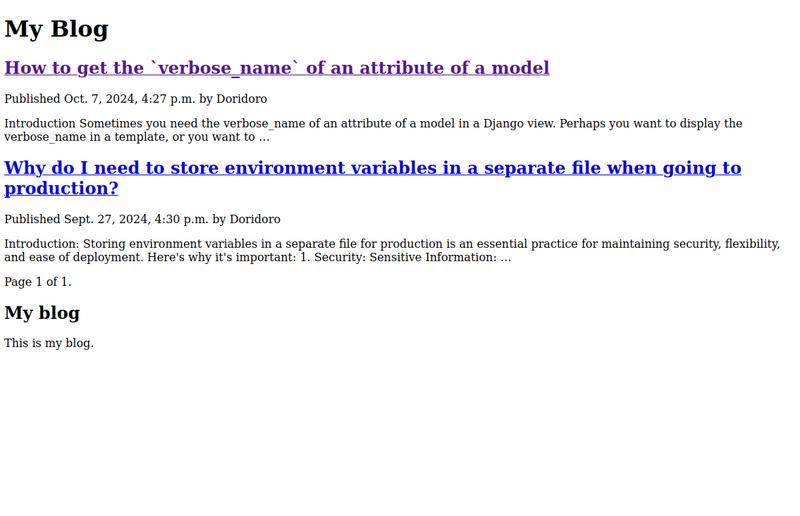 My Blog
How to get the `verbose_name` of an attribute of a model
Published Oct. 7, 2024, 4:27 p.m. by Doridoro
Introduction Sometimes you need the verbose_name of an attribute of a model in a Django view. Perhaps you want to display the
verbose_name in a template, or you want to …
Why do I need to store environment variables in a separate file when going to
production?
Published Sept. 27, 2024, 4:30 p.m. by Doridoro
Introduction: Storing environment variables in a separate file for production is an essential practice for maintaining security, flexibility,
and ease of deployment. Here's why it's important: 1. Security: Sensitive Information: …
Page 1 of 1.
My blog
This is my blog.